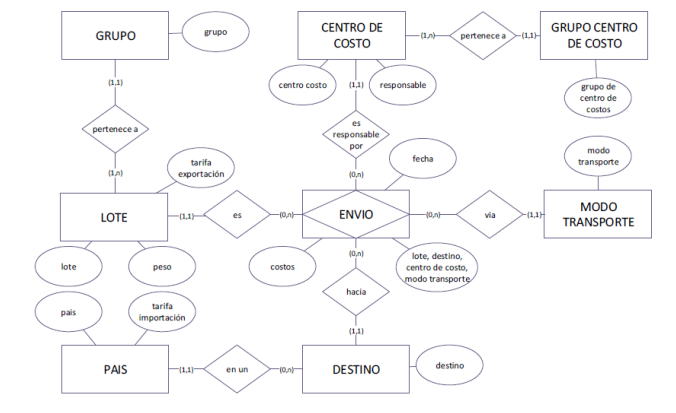 GRUPO
grupo
CENTRO DE
COSTO
(1,n)
pertenece a
(1,1)
GRUPO CENTRO
DE COSTO
(1,1)
centro costo
(1,1)
responsable
grupo de
centro de
costos
pertenece a
es
responsable
por
(1,n)
tarifa
exportación
(0,n)
fecha
modo
transporte
LOTE
(1,1)
es
(0,n)
ENVIO
(0,n)
via
(1,1)
MODO
TRANSPORTE
lote
peso
costos
(0,n)
lote, destino,
centro de costo,
modo transporte
pais
tarifa
importación
hacia
(1,1)
PAIS
(1,1)
en un
(0,n)
DESTINO
destino